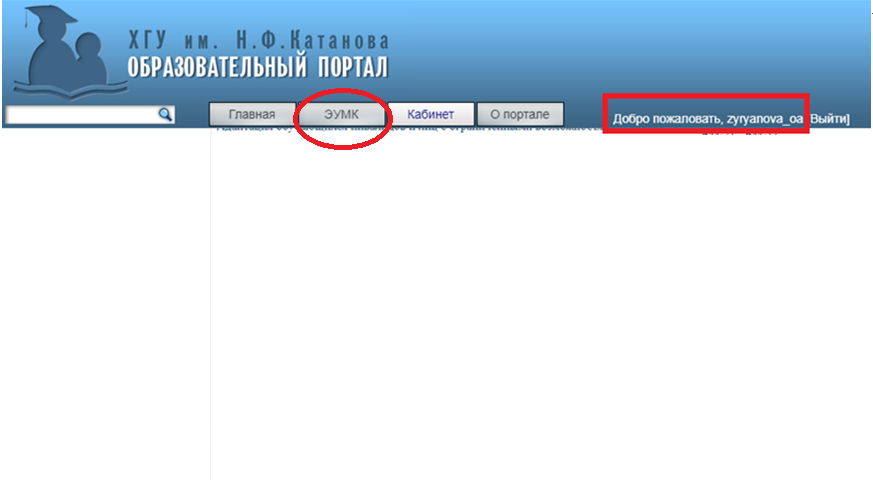 ХГУ им. Н.Ф.Катанова
ОБРАЗОВАТЕЛЬНЫЙ ПОРТАЛ
Главная ЭУМК Кабинет О портале
Добро пожаловать, zyryanova_oa Выйти]